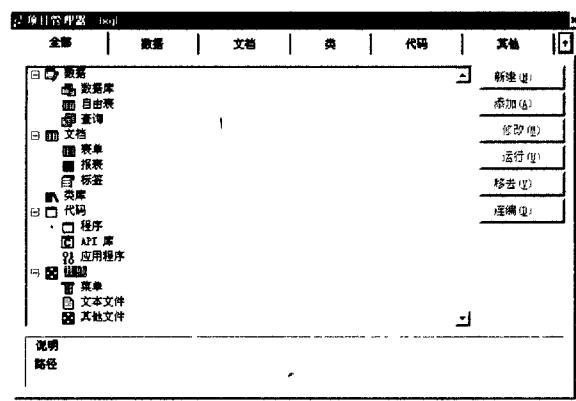 项目管理器
全部 数据 文档 类 代码 其他
数据
数据库
自由表
查询
文档
表单
报表
标签
类库
代码
程序
API 库
应用程序
菜单
文本文件
其他文件
新建(N)
添加(A)
修改(M)
运行(U)
移去(V)
连编(D)
说明
路径